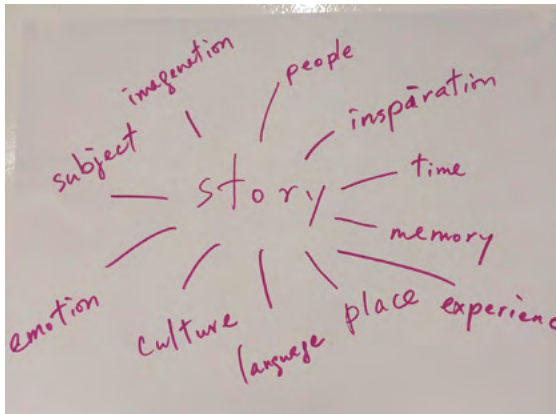 imagenation
people
insparation
subject
story
time
memory
emotion
culture
language
place
experienc